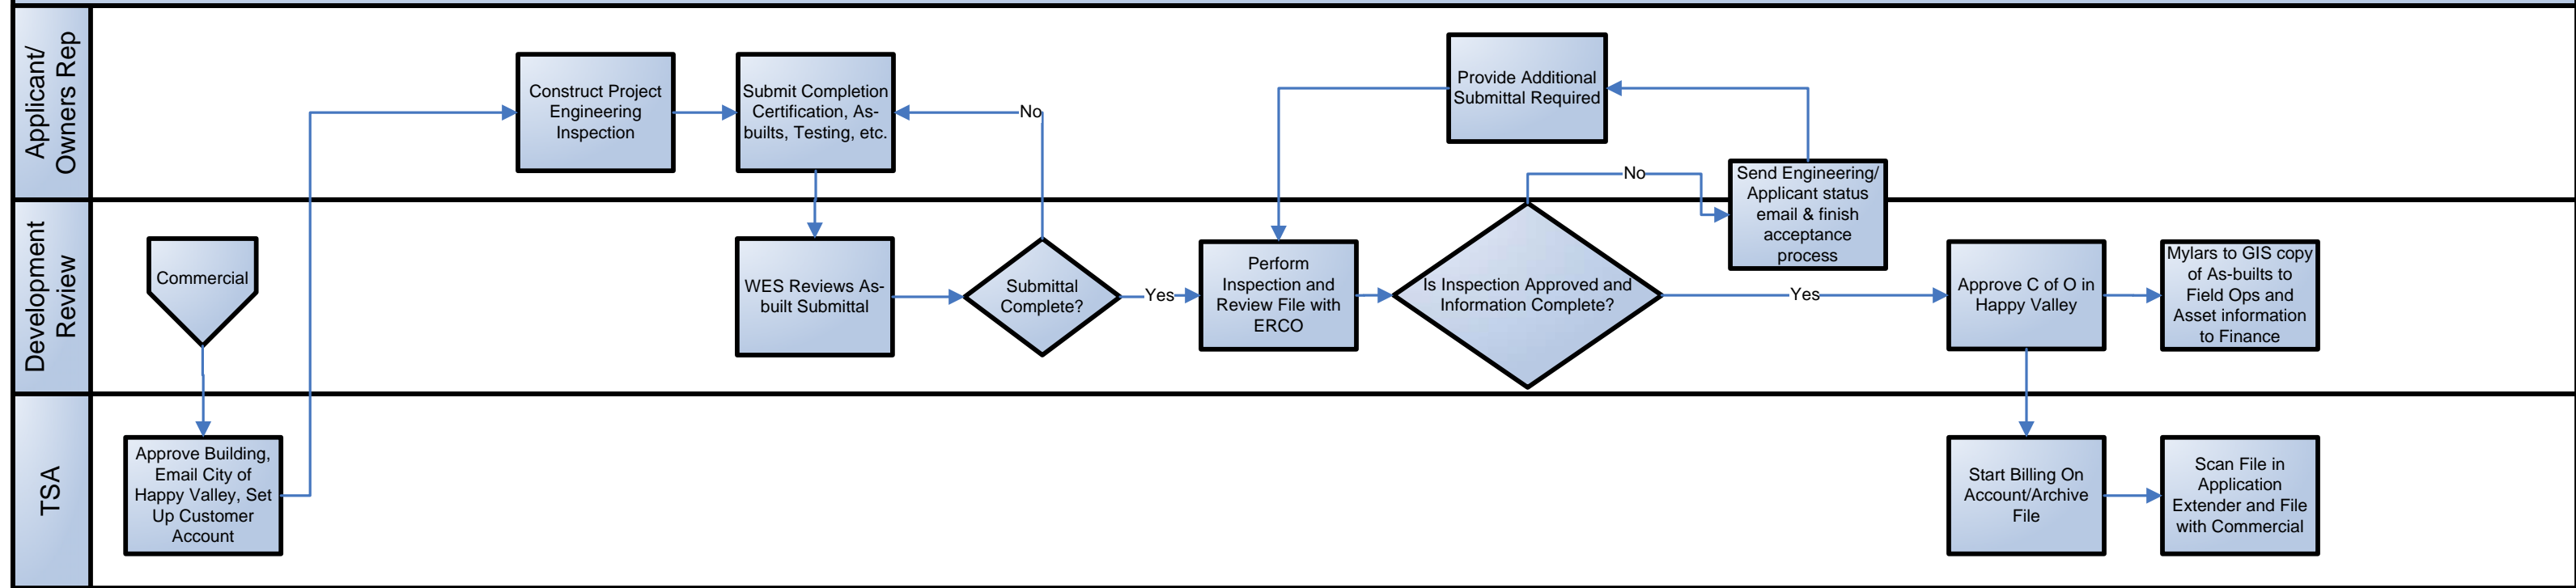 Applicant/
Owners Rep
Construct Project
Engineering
Inspection
Submit Completion
Certification, As-
builts, Testing, etc.
No
Provide Additional
Submittal Required
No
Send Engineering/
Applicant status
email & finish
acceptance
process
Development
Review
Commercial
WES Reviews As-
built Submittal
Submittal
Complete?
Yes
Perform
Inspection and
Review File with
ERCO
Is Inspection Approved and
Information Complete?
Yes
Approve C of O in
Happy Valley
Mylars to GIS copy
of As-builts to
Field Ops and
Asset information
to Finance
TSA
Approve Building,
Email City of
Happy Valley, Set
Up Customer
Account
Start Billing On
Account/Archive
File
Scan File in
Application
Extender and File
with Commercial